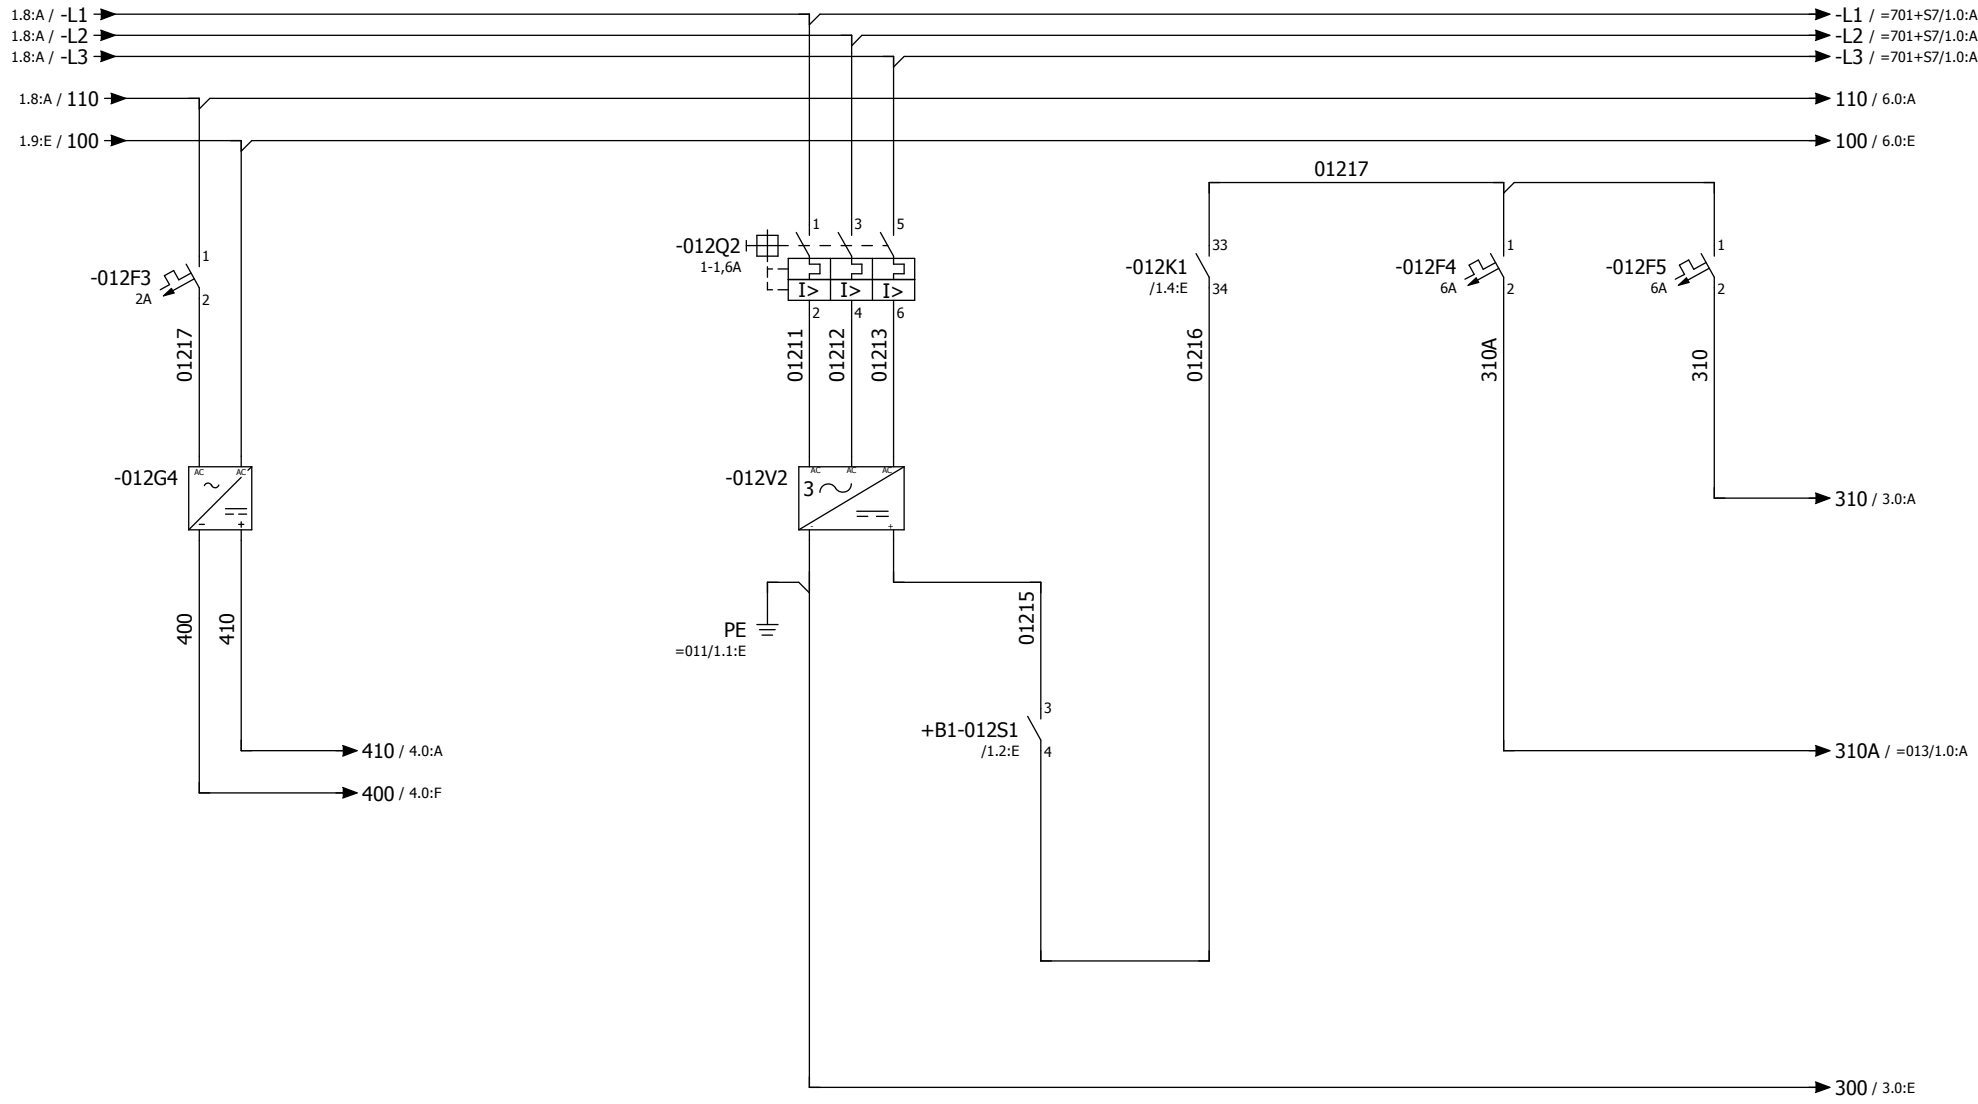 1.8:A / -L1
-L1 / =701+S7/1.0:A
1.8:A / -L2
-L2 / =701+S7/1.0:A
1.8:A / -L3
-L3 / =701+S7/1.0:A
1.8:A / 110
110 / 6.0:A
1.9:E / 100
100 / 6.0:E
01217
-012F3
2A
1
2
01217
-012G4
AC
AC
-
+
400
410
410 / 4.0:A
400 / 4.0:F
-012Q2
1-1,6A
1
3
5
I>
I>
I>
2
4
6
01211
01212
01213
-012V2
AC
AC
AC
3
-
+
PE
=011/1.1:E
01215
+B1-012S1
/1.2:E
3
4
-012K1
/1.4:E
33
34
01216
-012F4
6A
1
2
310A
-012F5
6A
1
2
310
310 / 3.0:A
310A / =013/1.0:A
300 / 3.0:E